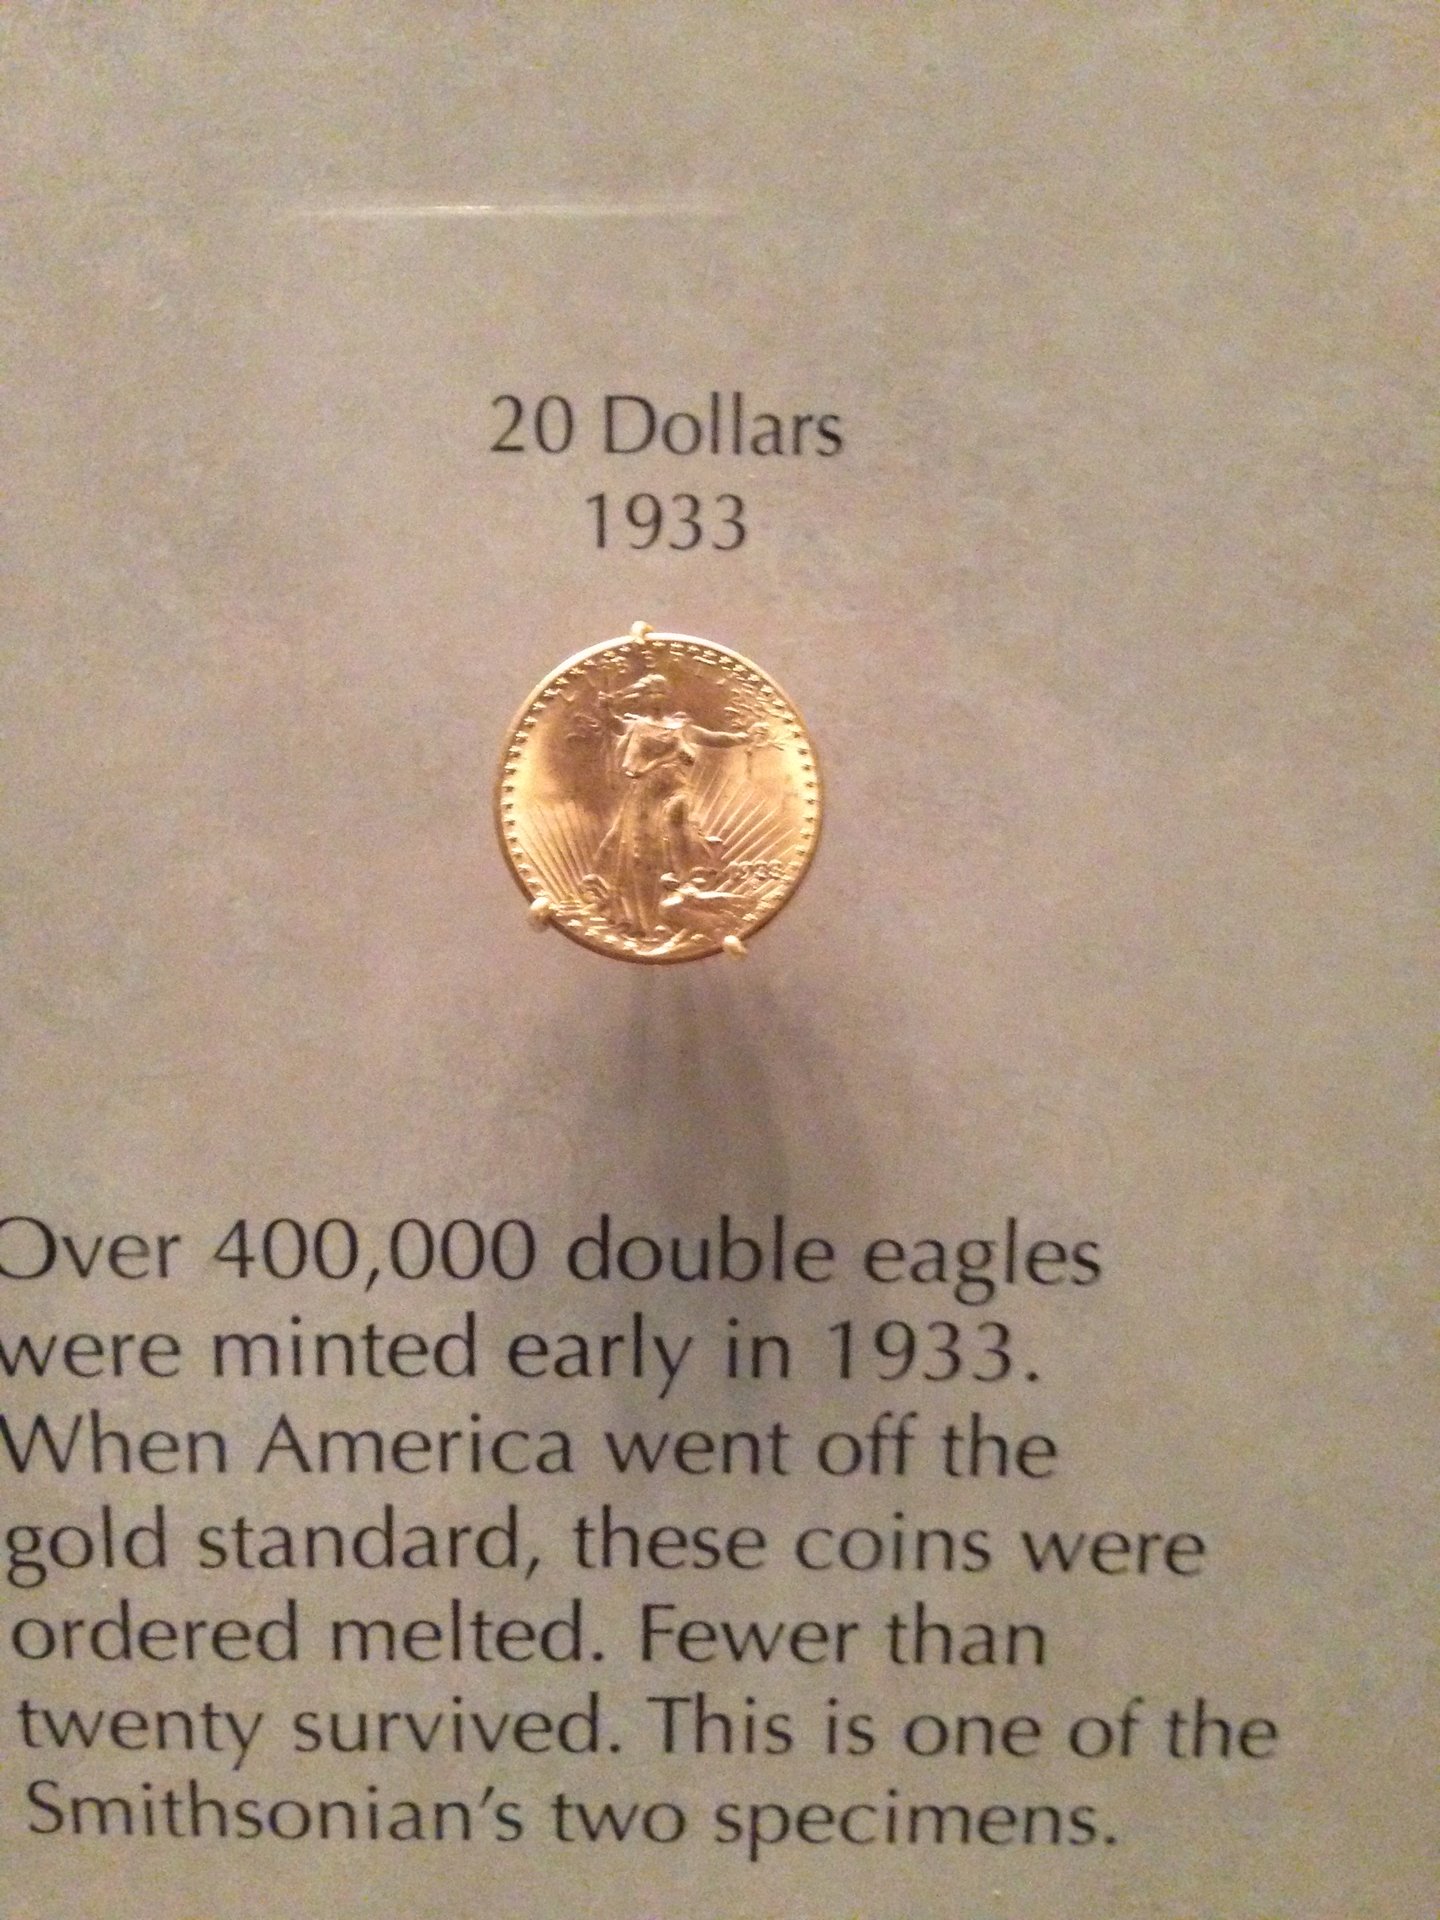 20 Dollars
1933
1933
Over 400,000 double eagles
were minted early in 1933.
When America went off the
gold standard, these coins were
ordered melted. Fewer than
twenty survived. This is one of the
Smithsonian's two specimens.